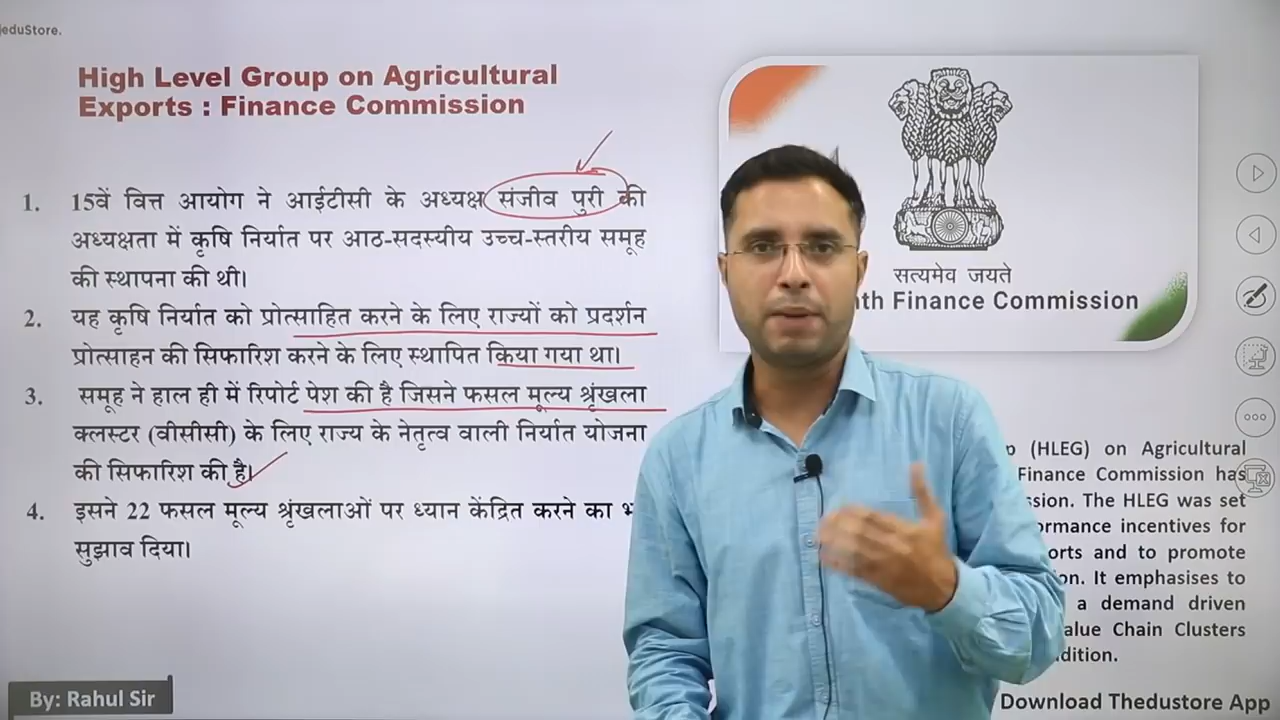 jeduStore.
High Level Group on Agricultural
Exports : Finance Commission
1. 15वें वित्त आयोग ने आईटीसी के अध्यक्ष संजीव पुरी की
अध्यक्षता में कृषि निर्यात पर आठ-सदस्यीय उच्च-स्तरीय समूह
की स्थापना की थी।
2. यह कृषि निर्यात को प्रोत्साहित करने के लिए राज्यों को प्रदर्शन
प्रोत्साहन की सिफारिश करने के लिए स्थापित किया गया था।
3. समूह ने हाल ही में रिपोर्ट पेश की है जिसने फसल मूल्य श्रृंखला
क्लस्टर (वीसीसी) के लिए राज्य के नेतृत्व वाली निर्यात योजना
की सिफारिश की है।
4. इसने 22 फसल मूल्य श्रृंखलाओं पर ध्यान केंद्रित करने का
सुझाव दिया।
सत्यमेव जयते
nth Finance Commission
p (HLEG) on Agricultural
Finance Commission has
ssion. The HLEG was set
ormance incentives for
orts and to promote
on. It emphasises to
a demand driven
alue Chain Clusters
dition.
By: Rahul Sir
Download Thedustore App